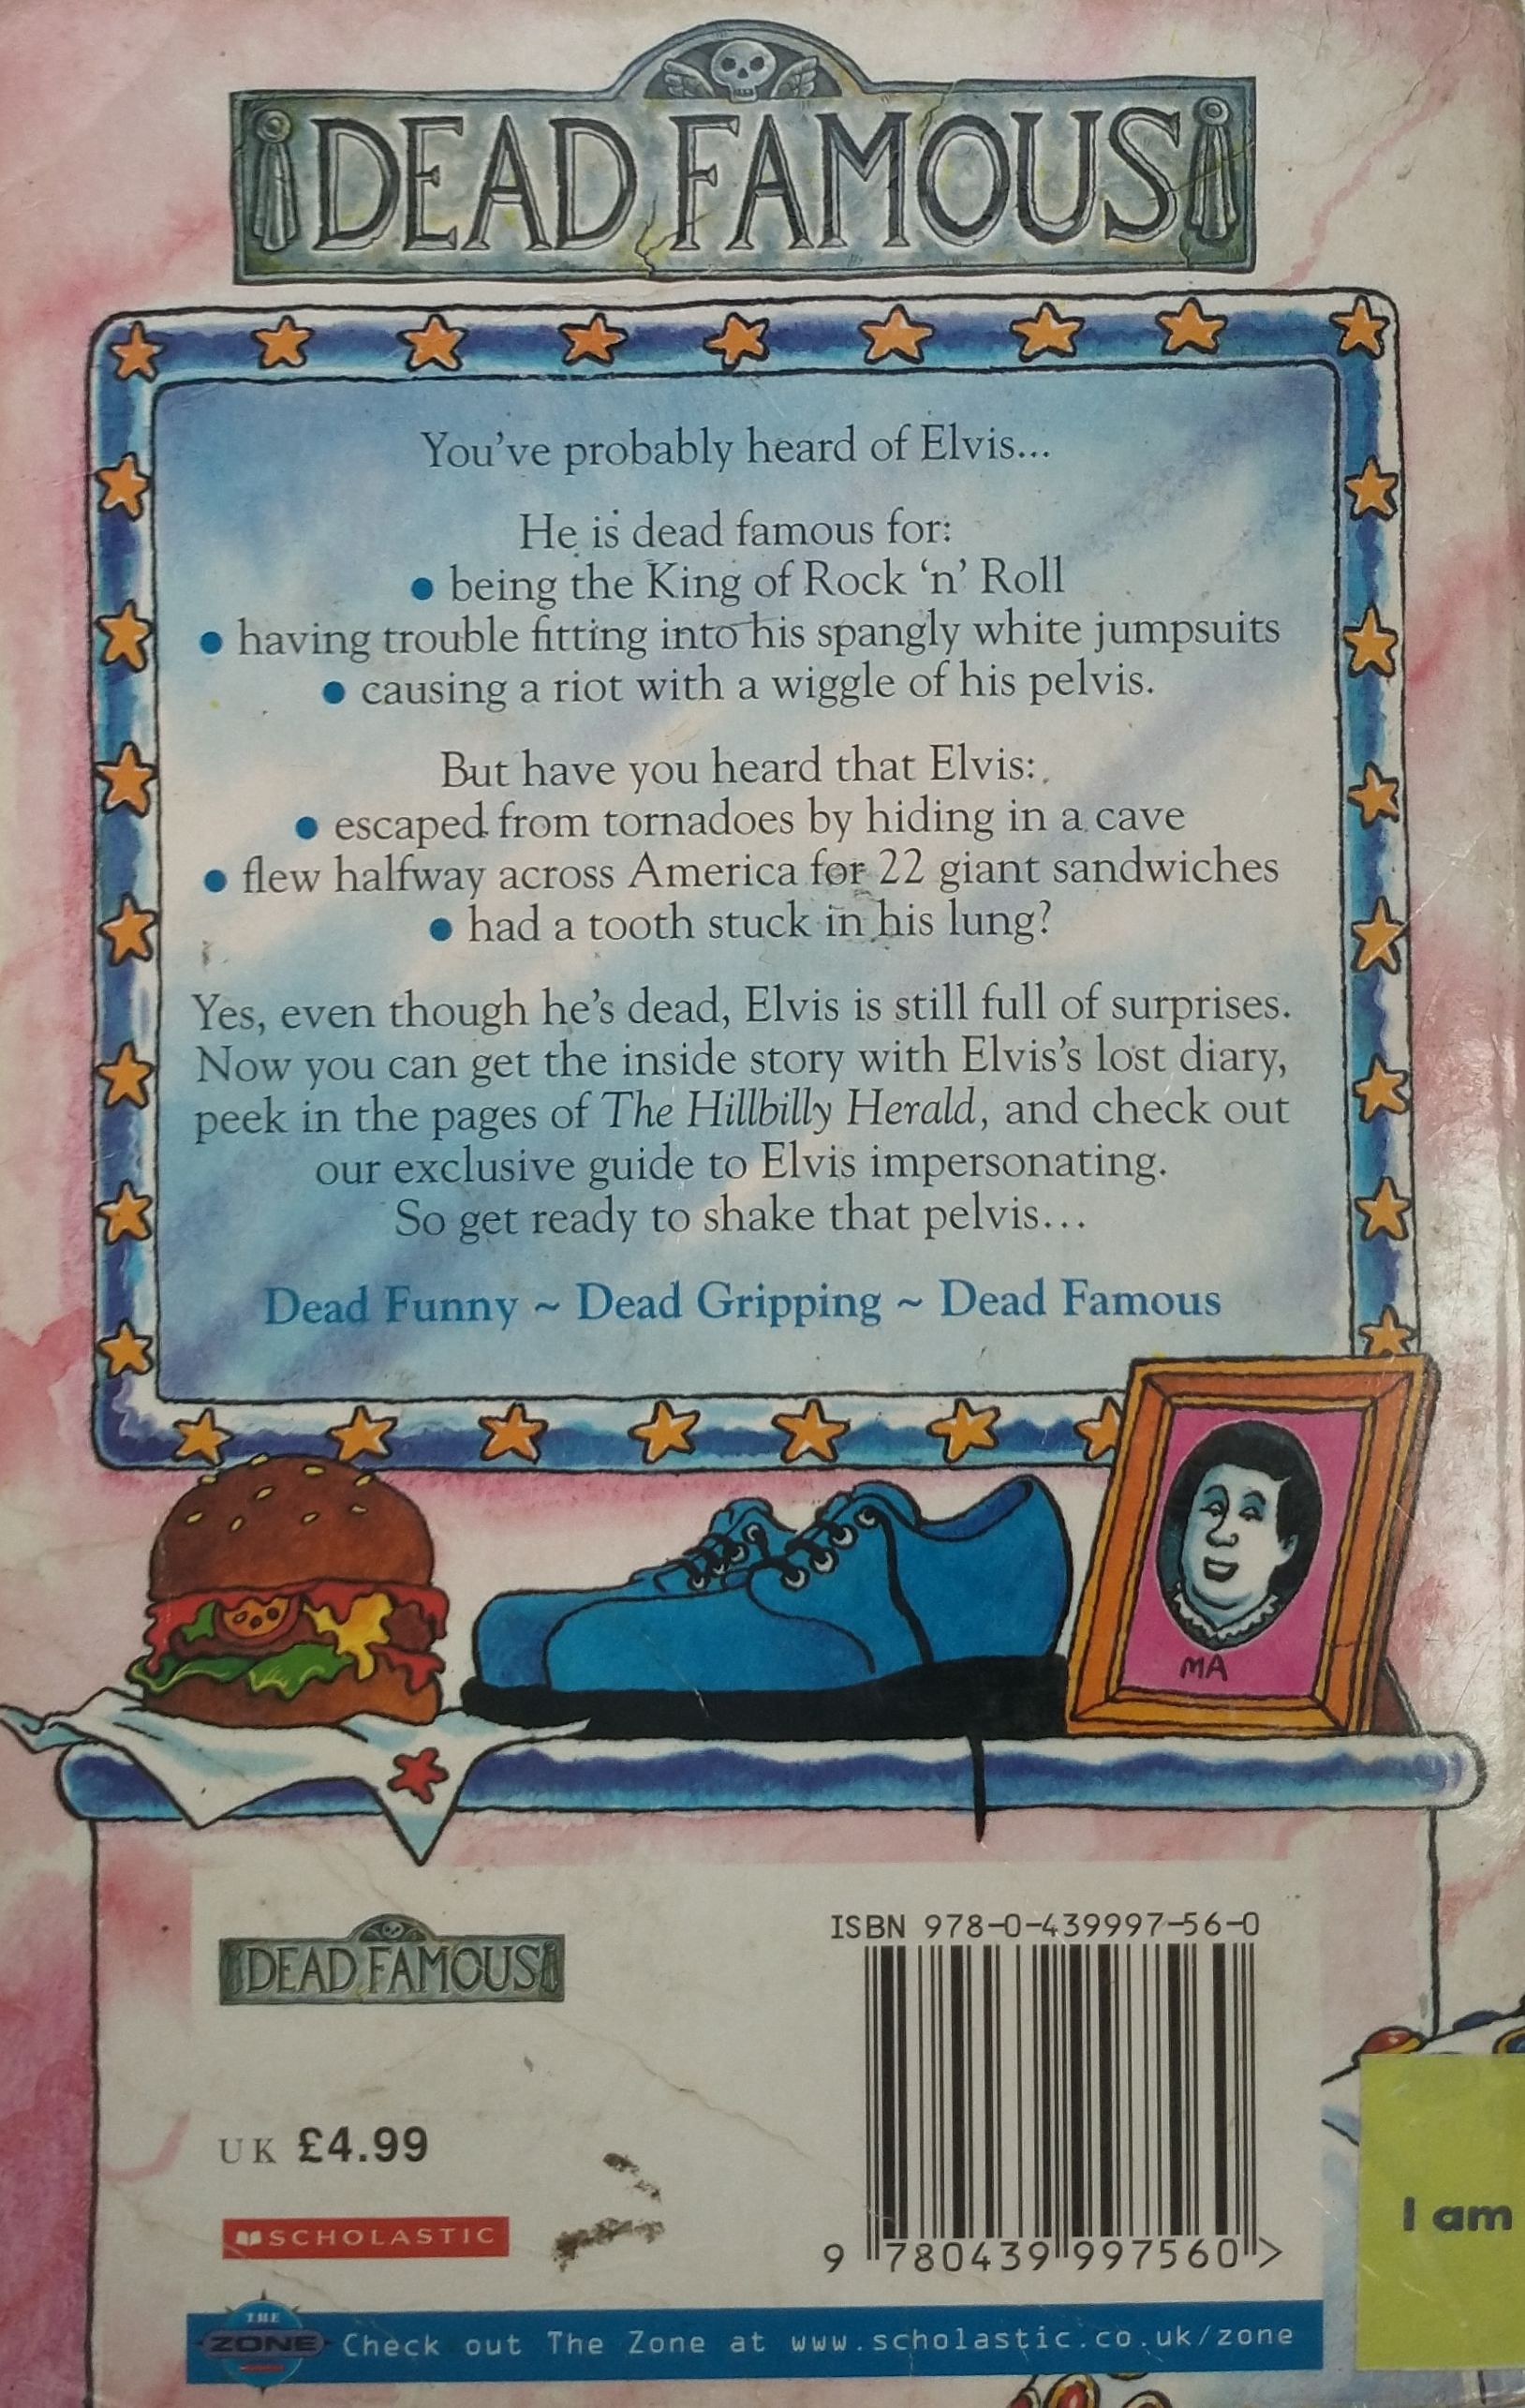 DEAD FAMOUS
You've probably heard of Elvis...
He is dead famous for:
● being the King of Rock 'n' Roll
● having trouble fitting into his spangly white jumpsuits
● causing a riot with a wiggle of his pelvis.
But have you heard that Elvis:
● escaped from tornadoes by hiding in a cave
● flew halfway across America for 22 giant sandwiches
● had a tooth stuck in his lung?
Yes, even though he's dead, Elvis is still full of surprises.
Now you can get the inside story with Elvis's lost diary,
peek in the pages of The Hillbilly Herald, and check out
our exclusive guide to Elvis impersonating.
So get ready to shake that pelvis...
Dead Funny ~ Dead Gripping ~ Dead Famous
MA
DEAD FAMOUS
ISBN 978-0-439997-56-0
UK £4.99
SCHOLASTIC
9 780439 997560 >
I am
THE
ZONE
Check out The Zone at www.scholastic.co.uk/zone